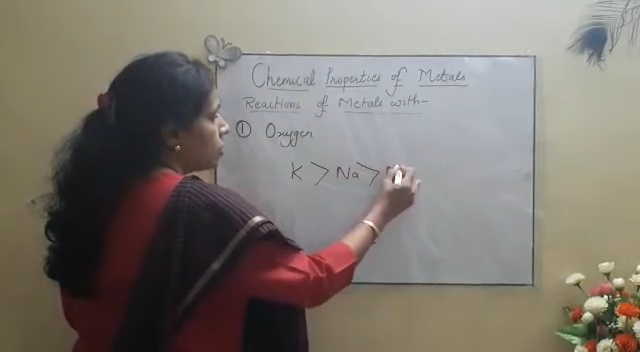 Chemical Properties of Metals
Reactions of Metals with-
① Oxygen
K > Na >